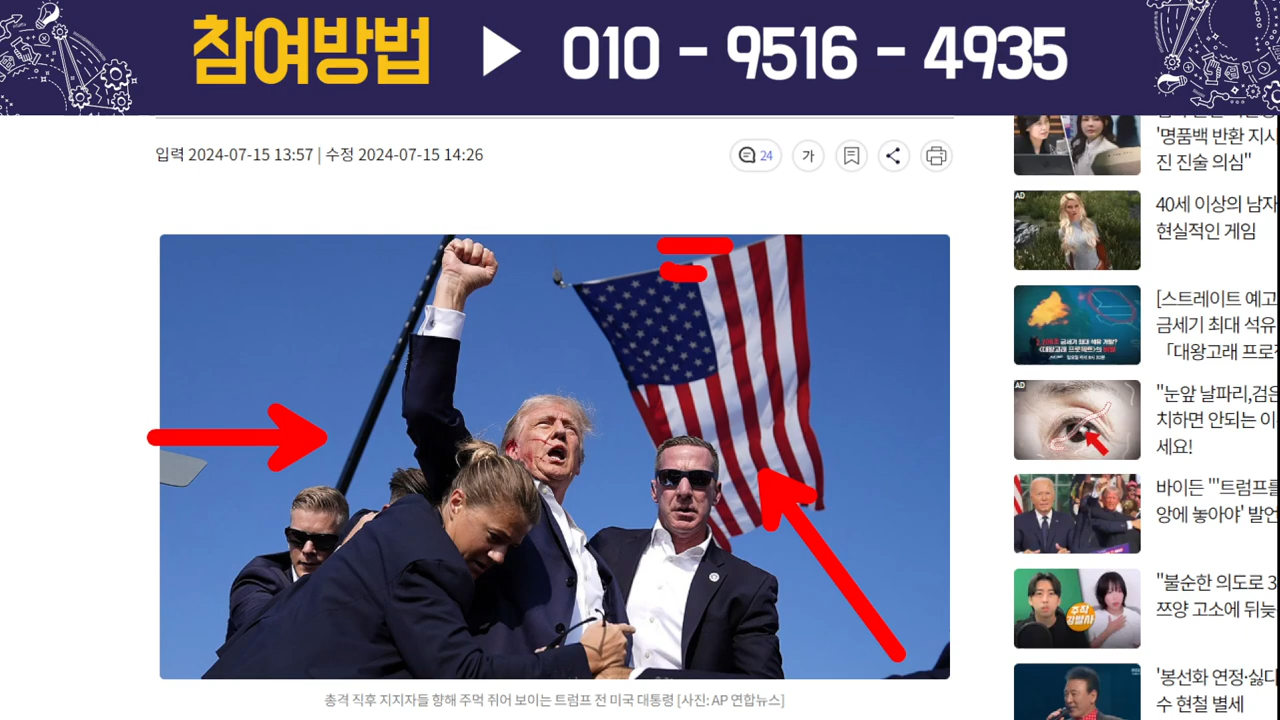 참여방법 ▶ 010 - 9516 - 4935
입력 2024-07-15 13:57 | 수정 2024-07-15 14:26
24
가
총격 직후 지지자들 향해 주먹 쥐어 보이는 트럼프 전 미국 대통령 [사진: AP 연합뉴스]
'명품백 반환 지시
진 진술 의심"
AD
40세 이상의 남자
현실적인 게임
[스트레이트 예고
금세기 최대 석유
「대왕고래 프로젝
AD
"눈앞 날파리,검은
치하면 안되는 이
세요!
바이든 "'트럼프를
앙에 놓아야' 발언
"불순한 의도로 3
쯔양 고소에 뒤늦
'봉선화 연정·싫다
수 현철 별세